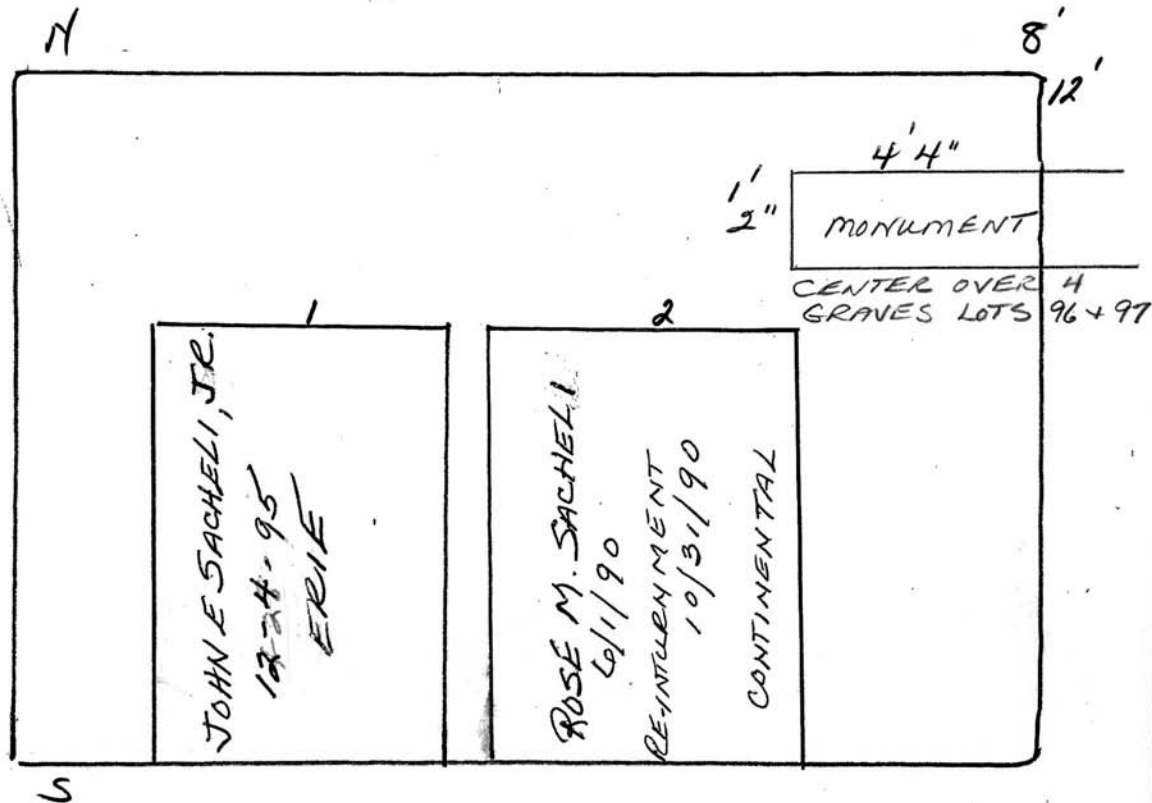 N
8'
12'
4'4"
1'
2"
MONUMENT
CENTER OVER 4
GRAVES LOTS 96 + 97
1
JOHN E SACHELI, JR.
12-24-95
ERIE
2
ROSE M. SACHELI
6/1/90
RE-INTURNMENT
10/31/90
CONTINENTAL
S